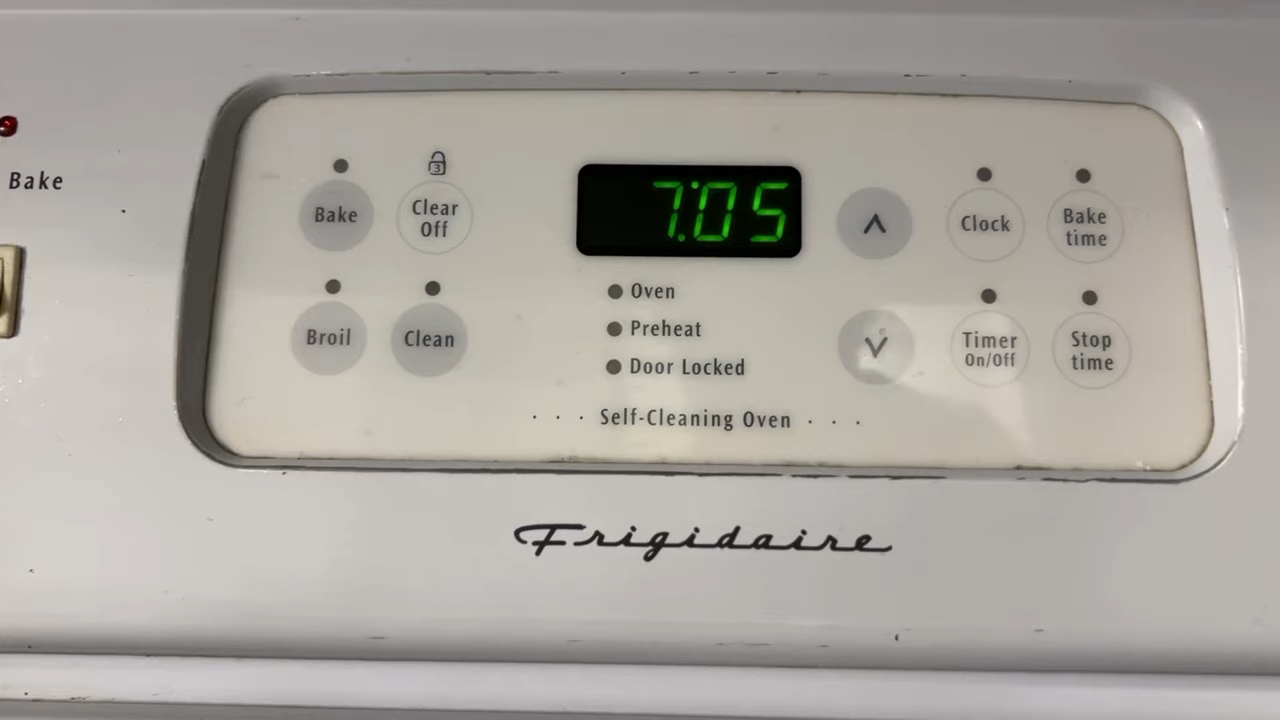 Bake
3
Bake
Clear
Off
7:05
Clock
Bake
time
Broil
Clean
Oven
Preheat
Door Locked
Timer
On/Off
Stop
time
· · · Self-Cleaning Oven · · ·
Frigidaire